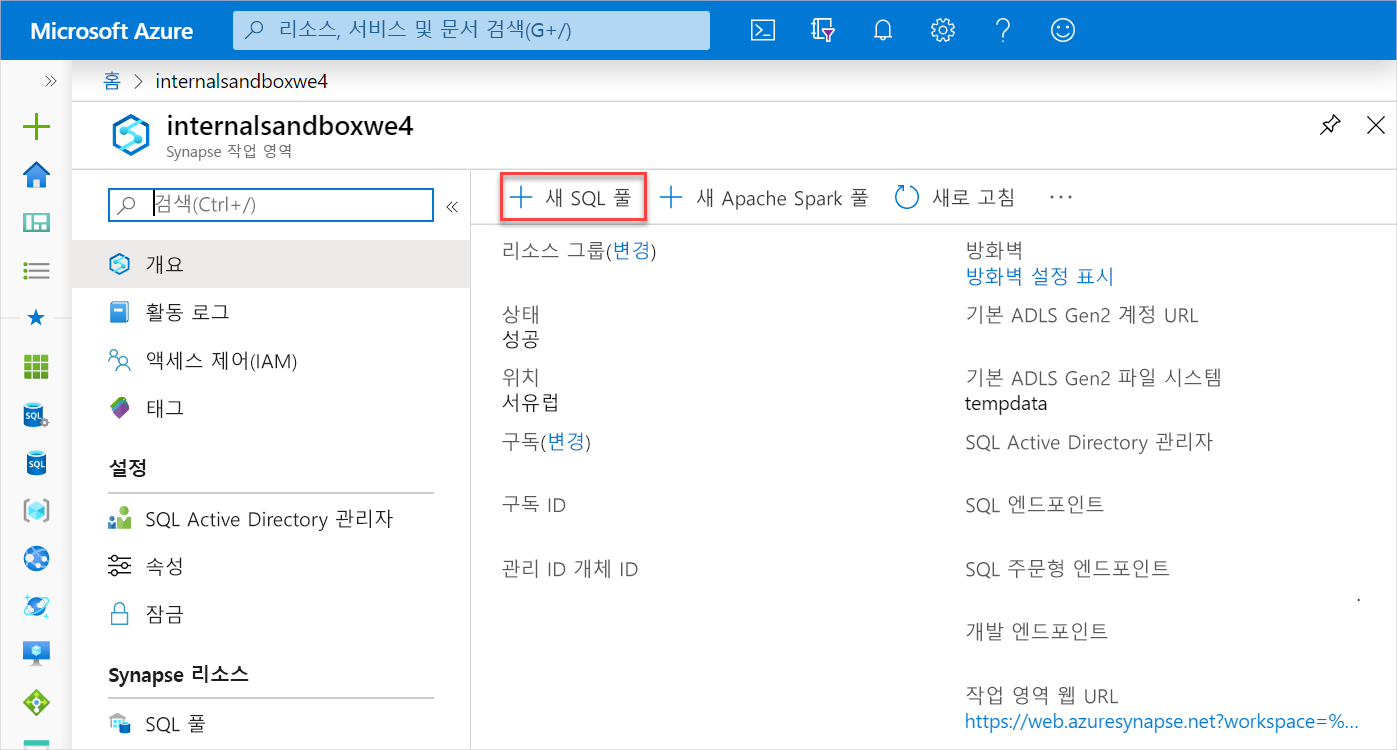 Microsoft Azure
리소스, 서비스 및 문서 검색(G+/)
홈 > internalsandboxwe4
internalsandboxwe4
Synapse 작업 영역
검색(Ctrl+/)
개요
활동 로그
액세스 제어(IAM)
태그
설정
SQL Active Directory 관리자
속성
잠금
Synapse 리소스
SQL 풀
새 SQL 풀
새 Apache Spark 풀
새로 고침
리소스 그룹(변경)
상태
성공
위치
서유럽
구독(변경)
구독 ID
관리 ID 개체 ID
방화벽
방화벽 설정 표시
기본 ADLS Gen2 계정 URL
기본 ADLS Gen2 파일 시스템
tempdata
SQL Active Directory 관리자
SQL 엔드포인트
SQL 주문형 엔드포인트
개발 엔드포인트
작업 영역 웹 URL
https://web.azuresynapse.net?workspace=%...
SQL
SQL